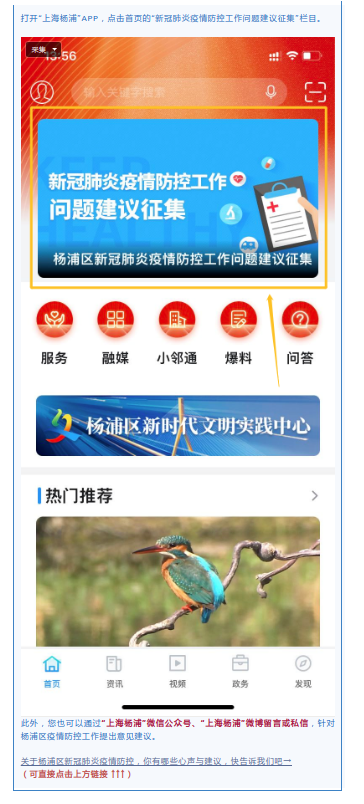 打开“上海杨浦”APP，点击首页的“新冠肺炎疫情防控工作问题建议征集”栏目。
采集
13:56
输入关键字搜索
KEEP
HEALTHY
新冠肺炎疫情防控工作
问题建议征集
杨浦区新冠肺炎疫情防控工作问题建议征集
服务 融媒 小邻通 爆料 问答
杨浦区新时代文明实践中心
热门推荐
首页 资讯 视频 政务 发现
此外，您也可以通过“上海杨浦”微信公众号、“上海杨浦”微博留言或私信，针对
杨浦区疫情防控工作提出意见建议。
关于杨浦区新冠肺炎疫情防控，你有哪些心声与建议，快告诉我们吧→
（可直接点击上方链接↑↑↑）